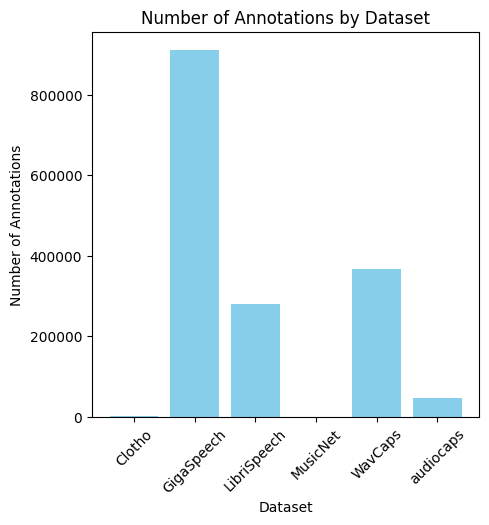 Number of Annotations by Dataset
Number of Annotations
800000
600000
400000
200000
0
Clotho
GigaSpeech
LibriSpeech
MusicNet
WavCaps
audiocaps
Dataset